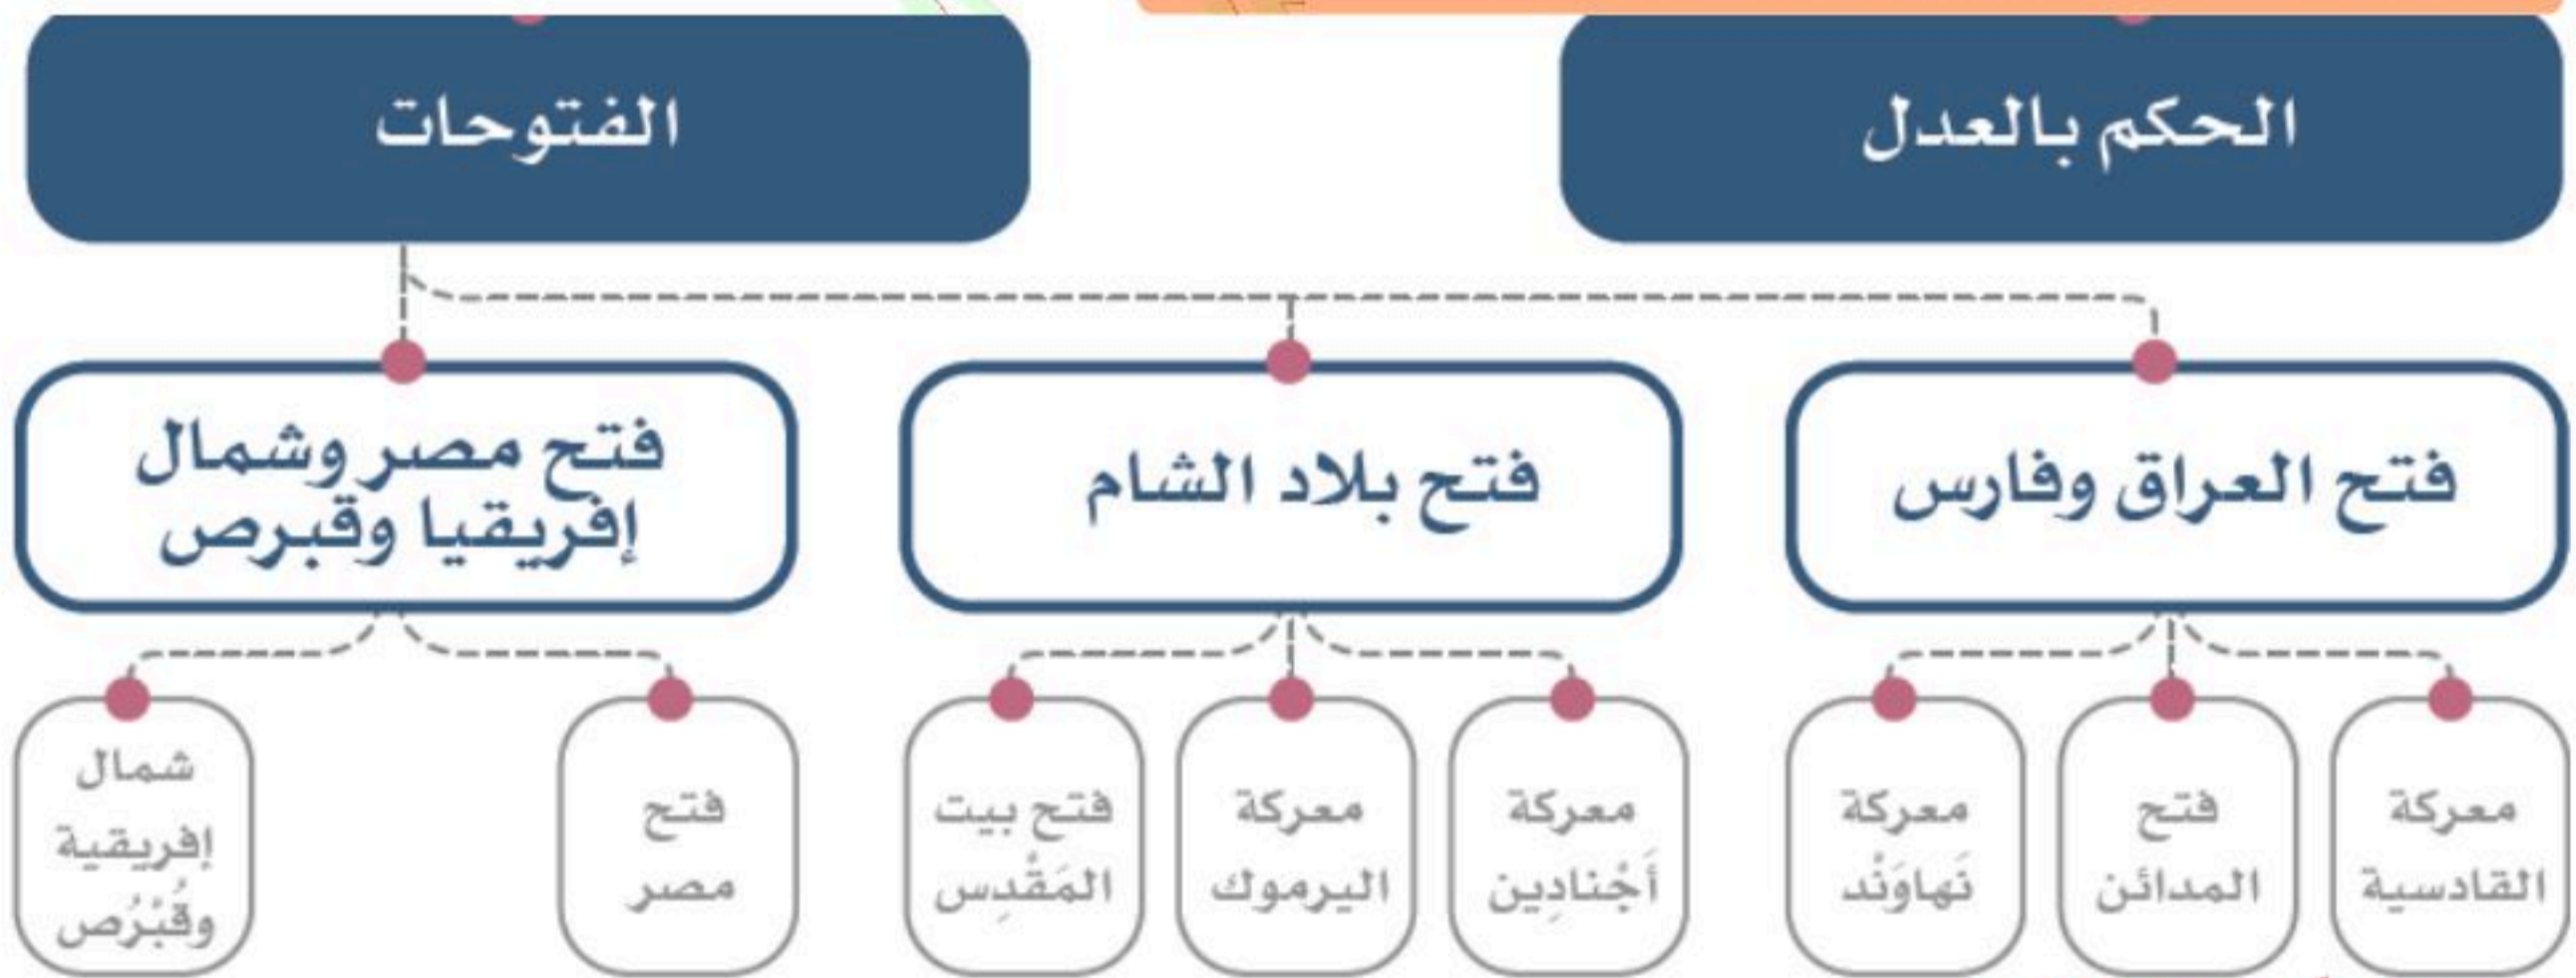 الحكم بالعدل
الفتوحات
فتح العراق وفارس
فتح بلاد الشام
فتح مصر وشمال
إفريقيا وقبرص
معركة
القادسية
فتح
المدائن
معركة
نَهاوَنْد
معركة
أَجْنادِين
معركة
اليرموك
فتح بيت
المَقْدِس
فتح
مصر
شمال
إفريقية
وقُبْرُص